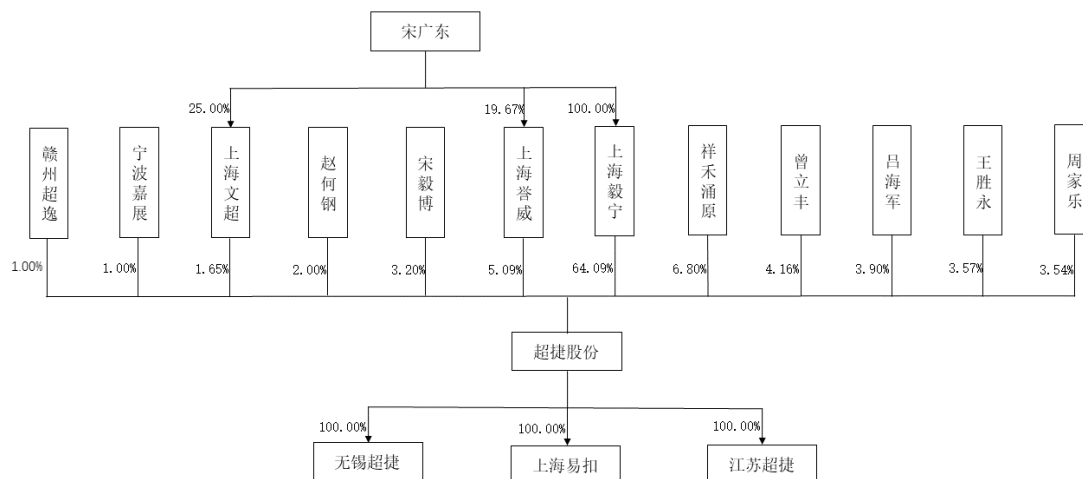 宋广东
25.00%
19.67%
100.00%
赣州超逸
宁波嘉展
上海文超
赵何钢
宋毅博
上海誉威
上海毅宁
祥禾涌原
曾立丰
吕海军
王胜永
周家乐
1.00%
1.00%
1.65%
2.00%
3.20%
5.09%
64.09%
6.80%
4.16%
3.90%
3.57%
3.54%
超捷股份
100.00%
100.00%
100.00%
无锡超捷
上海易扣
江苏超捷